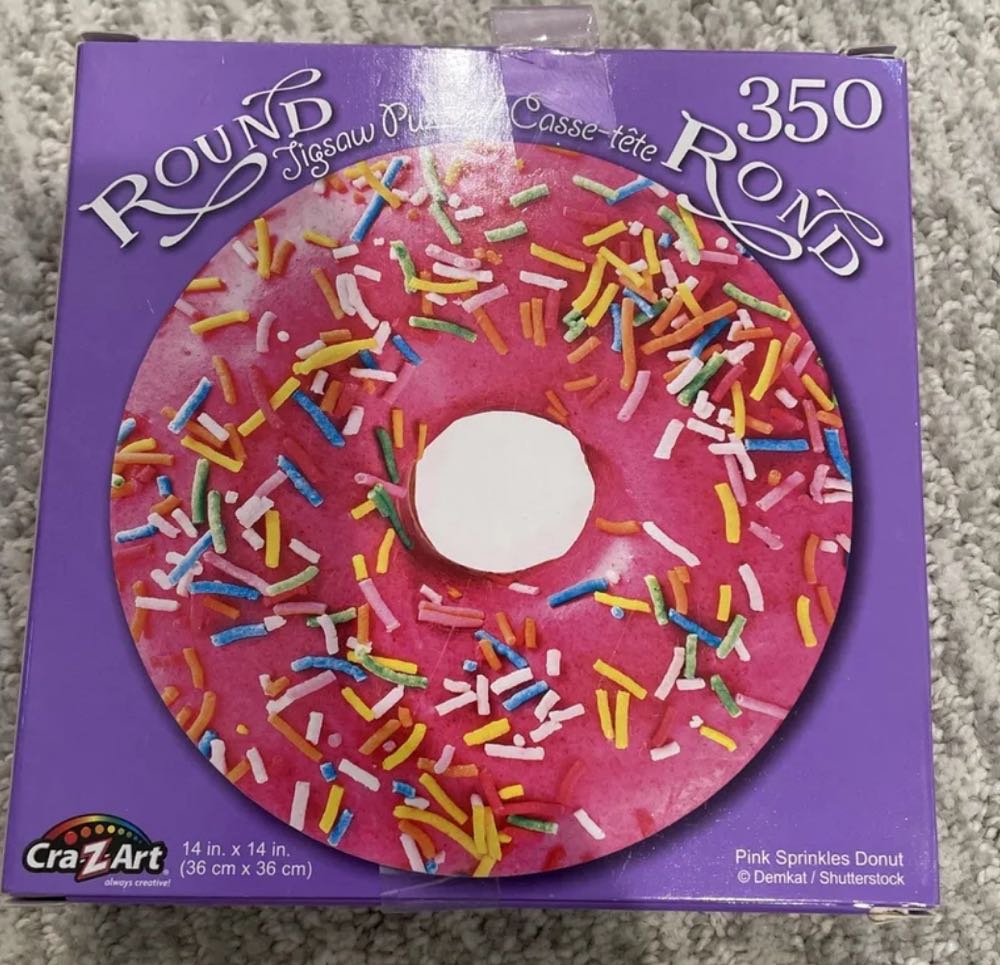 ROUND
Jigsaw
Casse-tête
350
ROND
Cra-Z-Art
always creative!
14 in. x 14 in.
(36 cm x 36 cm)
Pink Sprinkles Donut
© Demkat / Shutterstock